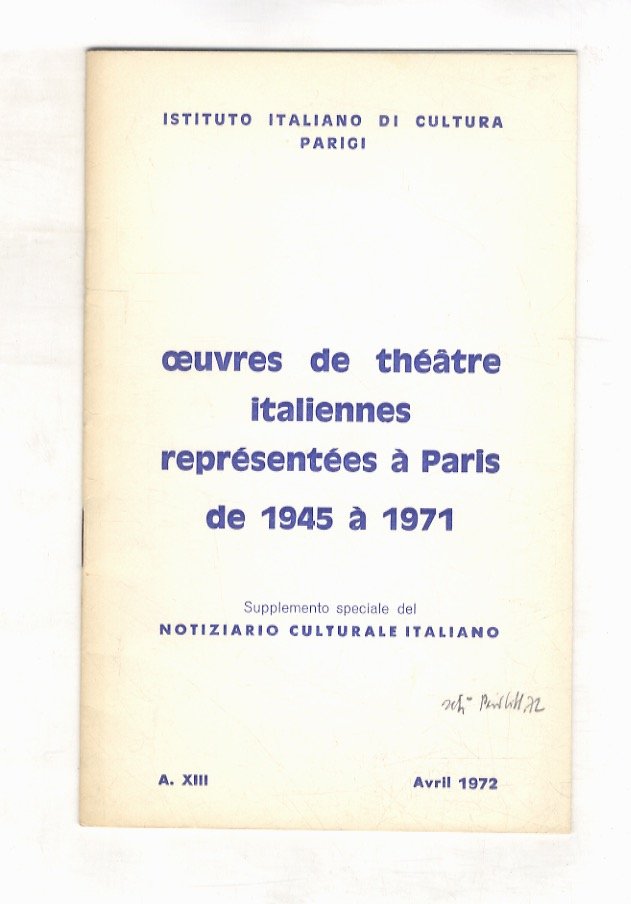 ISTITUTO ITALIANO DI CULTURA
PARIGI
œuvres de théâtre
italiennes
représentées à Paris
de 1945 à 1971
Supplemento speciale del
NOTIZIARIO CULTURALE ITALIANO
72
A. XIII
Avril 1972